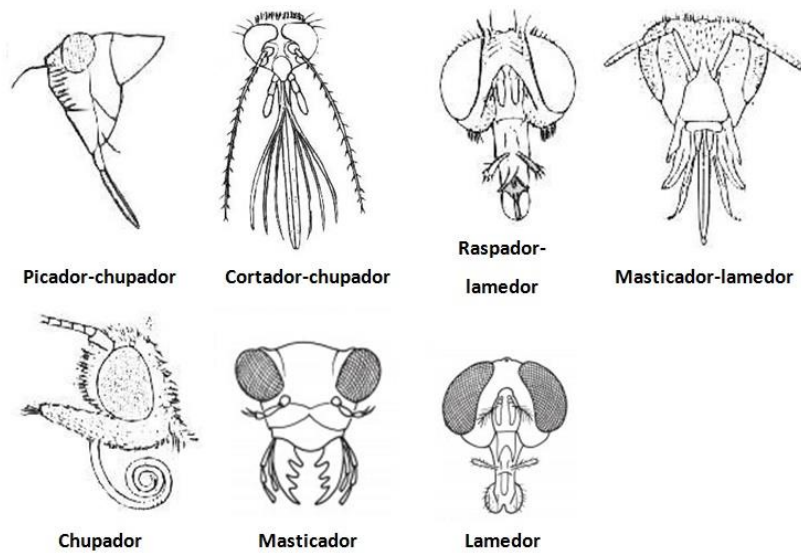 Picador-chupador
Cortador-chupador
Raspador-
lamedor
Masticador-lamedor
Chupador
Masticador
Lamedor